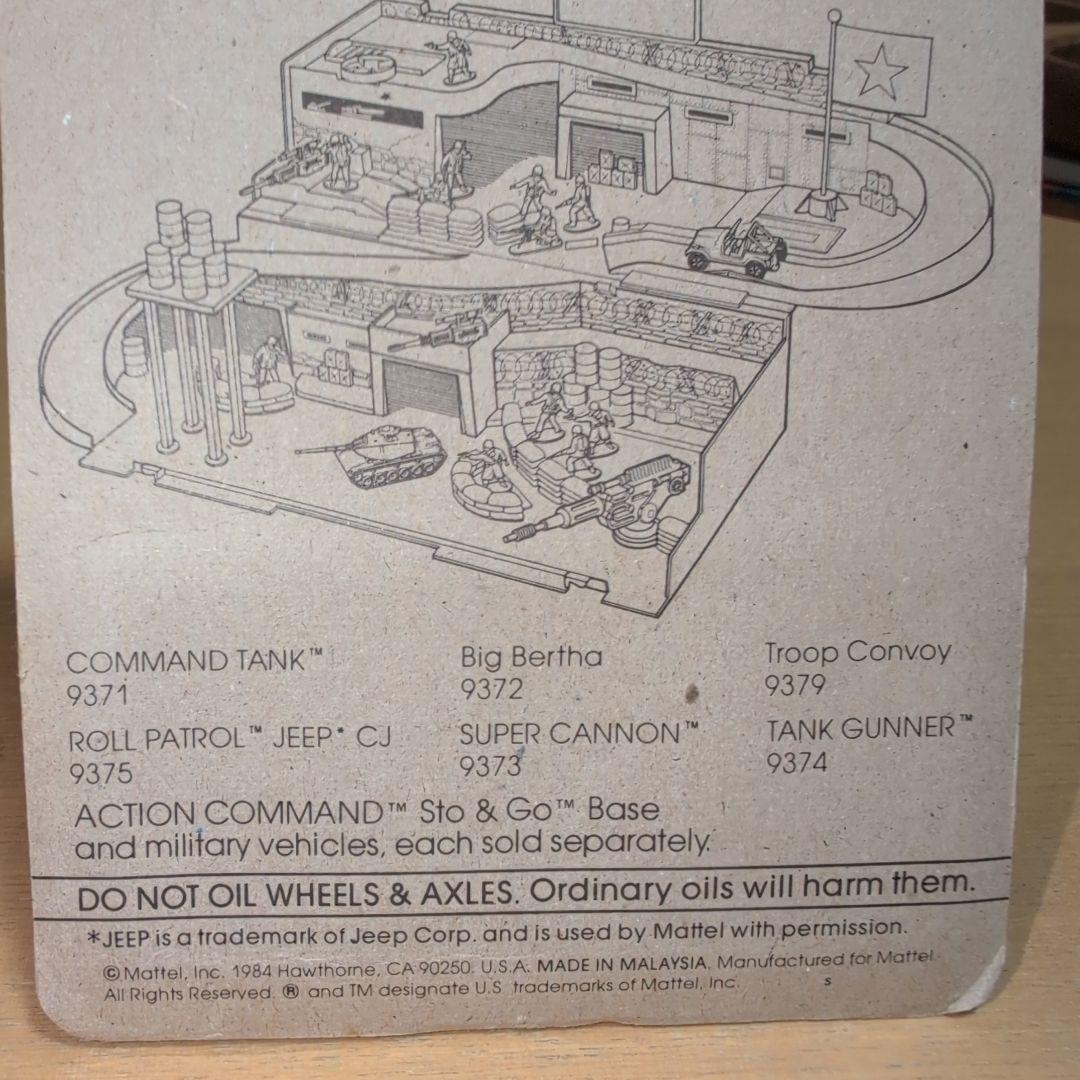 COMMAND TANK™ Big Bertha Troop Convoy
9371 9372 9379
ROLL PATROL™ JEEP* CJ SUPER CANNON™ TANK GUNNER™
9375 9373 9374
ACTION COMMAND™ Sto & Go™ Base
and military vehicles, each sold separately.
DO NOT OIL WHEELS & AXLES. Ordinary oils will harm them.
*JEEP is a trademark of Jeep Corp. and is used by Mattel with permission.
© Mattel, Inc. 1984 Hawthorne, CA 90250. U.S.A. MADE IN MALAYSIA. Manufactured for Mattel.
All Rights Reserved. ® and TM designate U.S. trademarks of Mattel, Inc. s